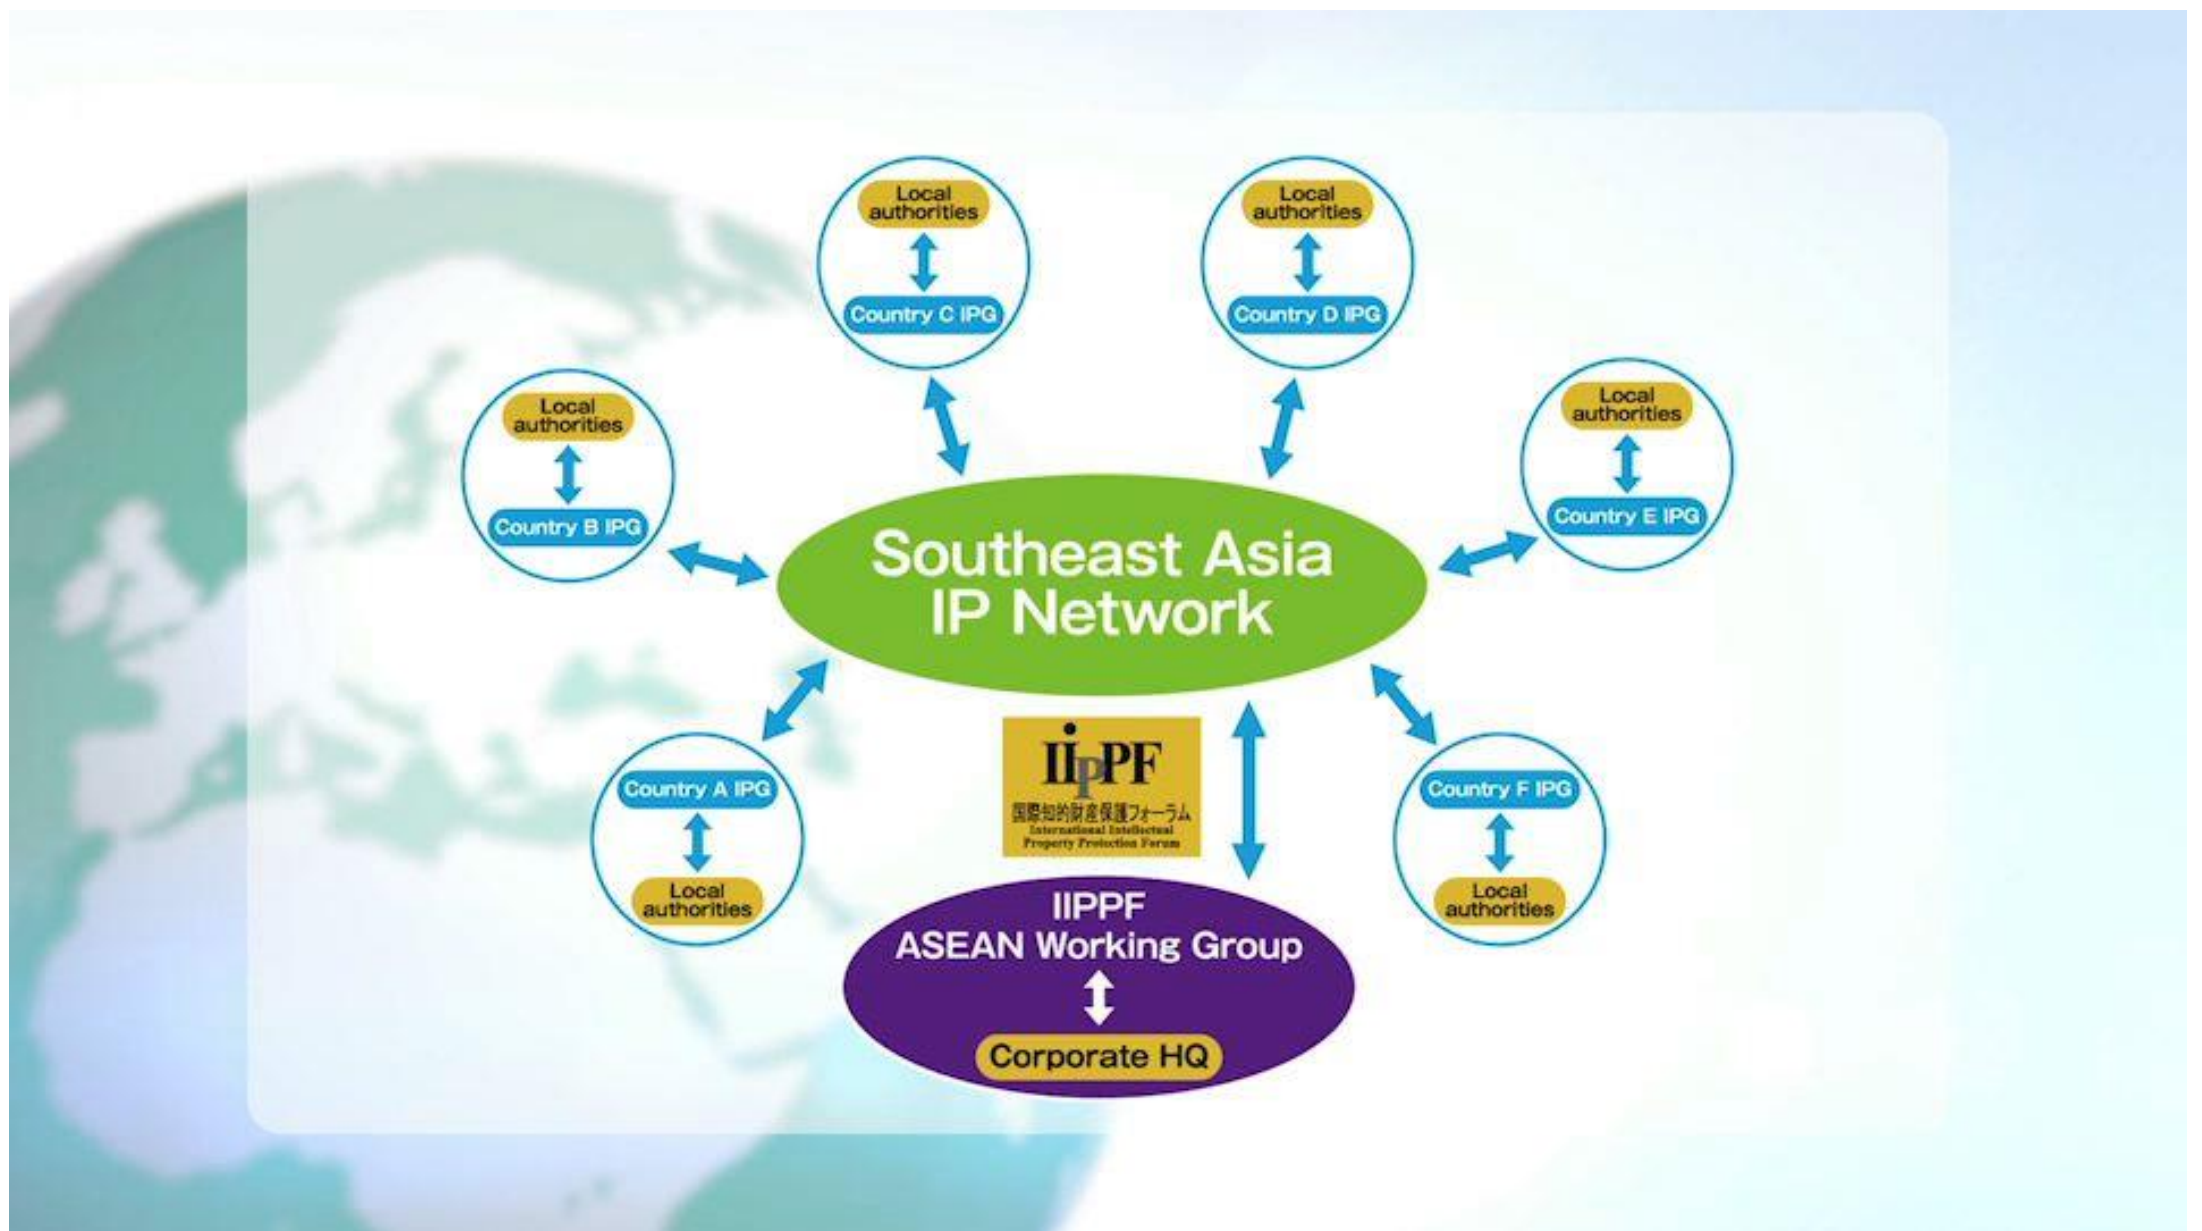 Local
authorities
Country C IPG
Local
authorities
Country D IPG
Local
authorities
Country B IPG
Local
authorities
Country E IPG
Southeast Asia
IP Network
Country A IPG
Local
authorities
IIPPF
国際知的財産保護フォーラム
International Intellectual
Property Protection Forum
Country F IPG
Local
authorities
IIPPF
ASEAN Working Group
Corporate HQ